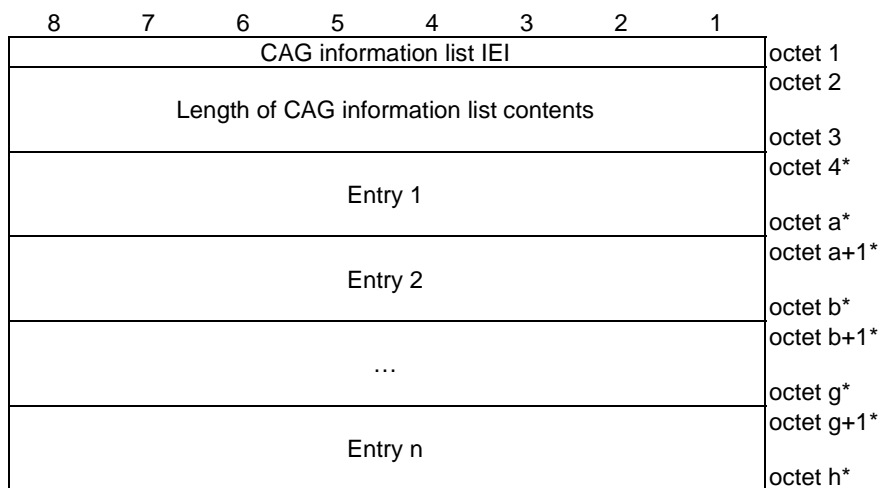 8 7 6 5 4 3 2 1
CAG information list IEI octet 1
octet 2
Length of CAG information list contents
octet 3
octet 4*
Entry 1
octet a*
octet a+1*
Entry 2
octet b*
octet b+1*
…
octet g*
octet g+1*
Entry n
octet h*